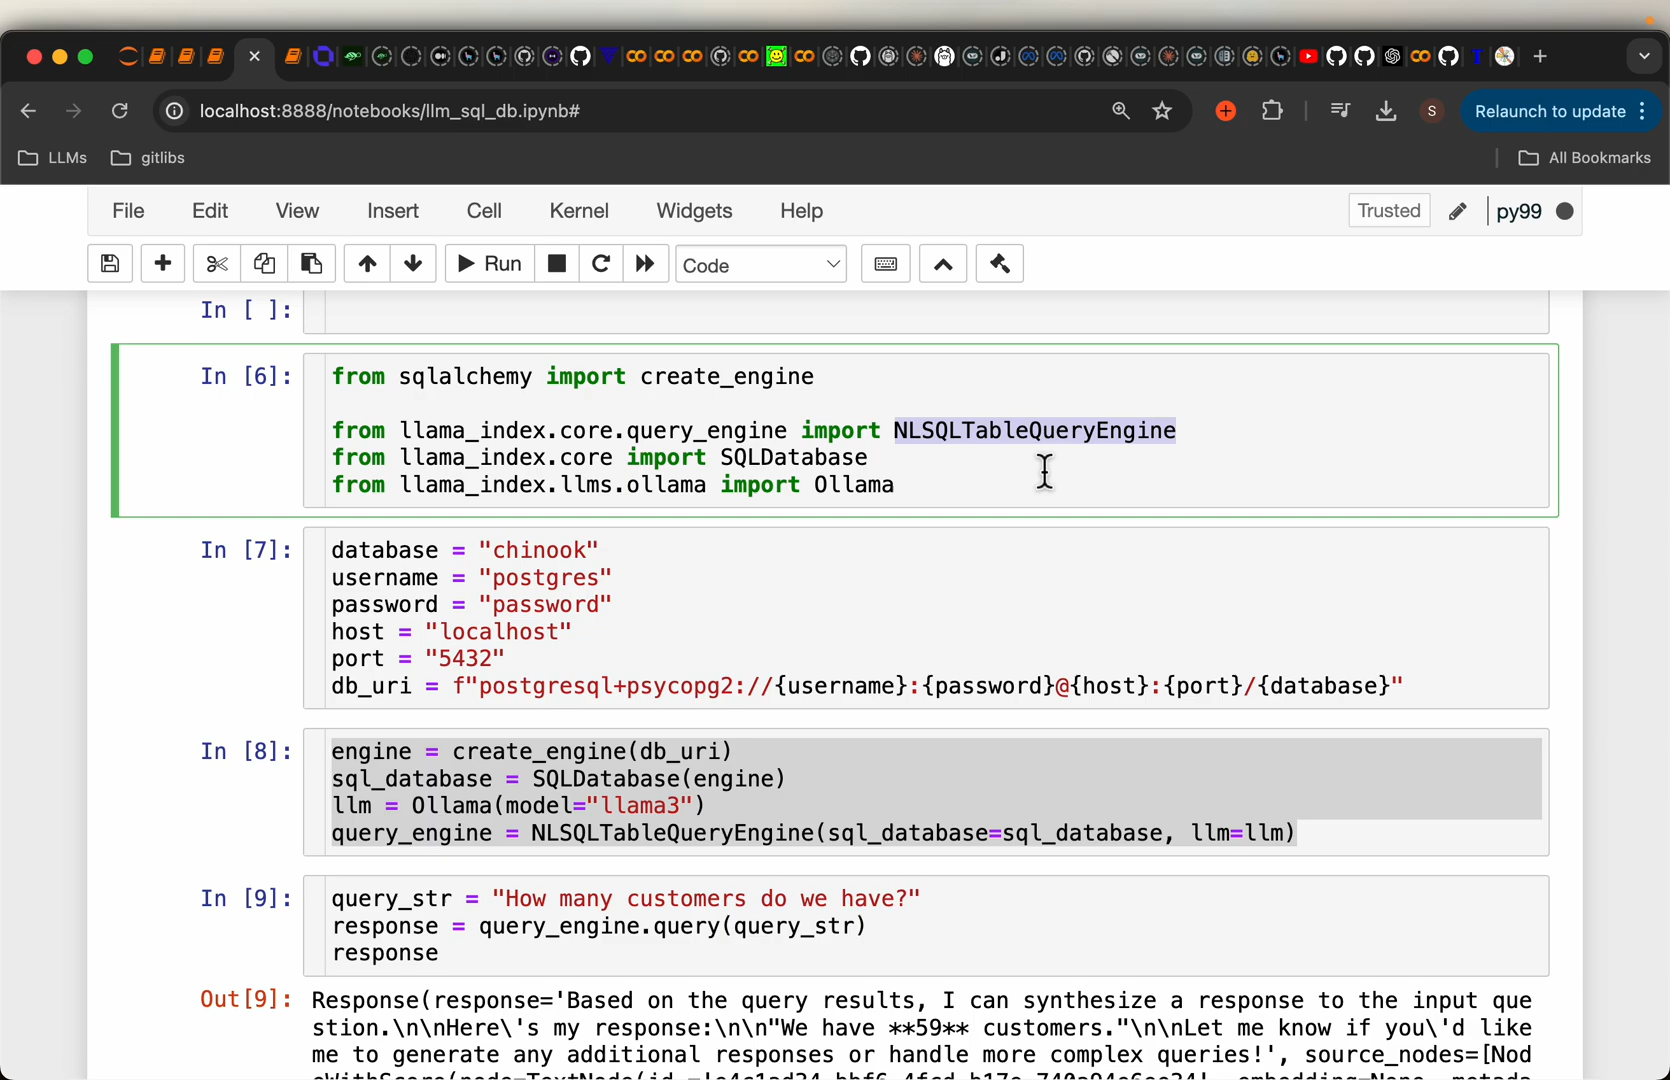 localhost:8888/notebooks/llm_sql_db.ipynb#
S
Relaunch to update
LLMs
gitlibs
All Bookmarks
File Edit View Insert Cell Kernel Widgets Help
Trusted
py99
Run
Code
In [ ]:
In [6]:
from sqlalchemy import create_engine
from llama_index.core.query_engine import NLSQLTableQueryEngine
from llama_index.core import SQLDatabase
from llama_index.llms.ollama import Ollama
In [7]:
database = "chinook"
username = "postgres"
password = "password"
host = "localhost"
port = "5432"
db_uri = f"postgresql+psycopg2://{username}:{password}@{host}:{port}/{database}"
In [8]:
engine = create_engine(db_uri)
sql_database = SQLDatabase(engine)
llm = Ollama(model="llama3")
query_engine = NLSQLTableQueryEngine(sql_database=sql_database, llm=llm)
In [9]:
query_str = "How many customers do we have?"
response = query_engine.query(query_str)
response
Out[9]:
Response(response='Based on the query results, I can synthesize a response to the input que
stion.\n\nHere\'s my response:\n\n"We have **59** customers."\n\nLet me know if you\'d like
me to generate any additional responses or handle more complex queries!', source_nodes=[Nod